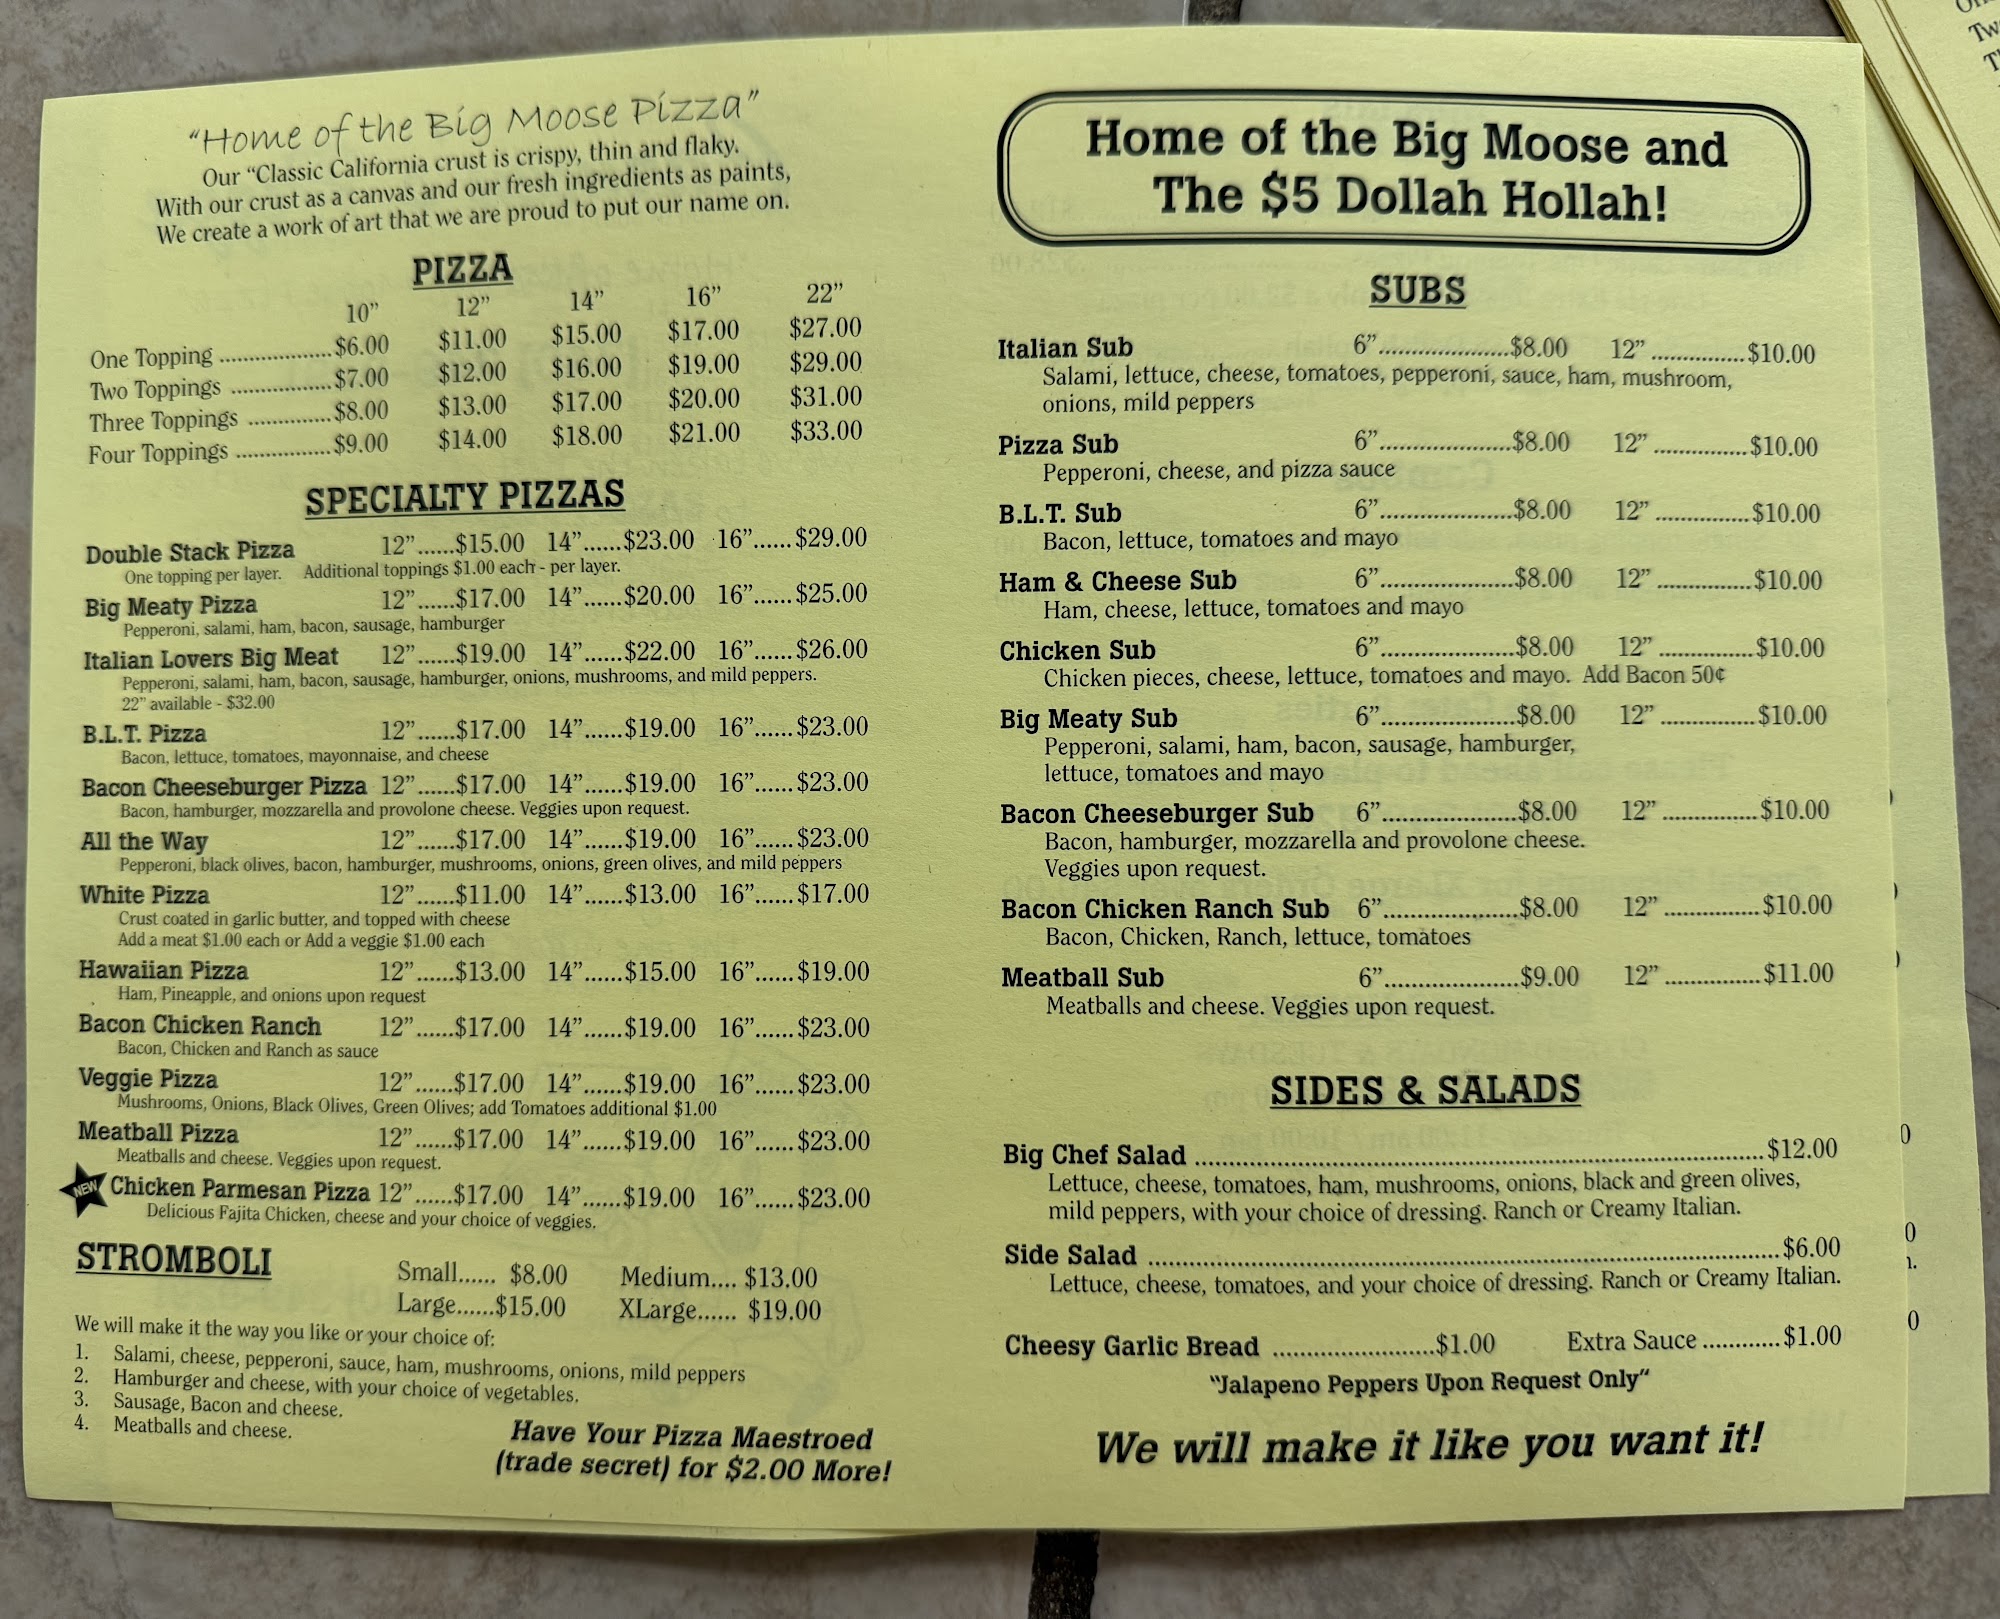 "Home of the Big Moose Pizza"
Our "Classic California crust is crispy, thin and flaky.
With our crust as a canvas and our fresh ingredients as paints,
We create a work of art that we are proud to put our name on.
PIZZA
10" 12" 14" 16" 22"
One Topping ..................$6.00 $11.00 $15.00 $17.00 $27.00
Two Toppings ................$7.00 $12.00 $16.00 $19.00 $29.00
Three Toppings .............$8.00 $13.00 $17.00 $20.00 $31.00
Four Toppings ................$9.00 $14.00 $18.00 $21.00 $33.00
SPECIALTY PIZZAS
Double Stack Pizza 12"......$15.00 14"......$23.00 16"......$29.00
One topping per layer. Additional toppings $1.00 each - per layer.
Big Meaty Pizza 12"......$17.00 14"......$20.00 16"......$25.00
Pepperoni, salami, ham, bacon, sausage, hamburger
Italian Lovers Big Meat 12"......$19.00 14"......$22.00 16"......$26.00
Pepperoni, salami, ham, bacon, sausage, hamburger, onions, mushrooms, and mild peppers.
22" available - $32.00
B.L.T. Pizza 12"......$17.00 14"......$19.00 16"......$23.00
Bacon, lettuce, tomatoes, mayonnaise, and cheese
Bacon Cheeseburger Pizza 12"......$17.00 14"......$19.00 16"......$23.00
Bacon, hamburger, mozzarella and provolone cheese. Veggies upon request.
All the Way 12"......$17.00 14"......$19.00 16"......$23.00
Pepperoni, black olives, bacon, hamburger, mushrooms, onions, green olives, and mild peppers
White Pizza 12"......$11.00 14"......$13.00 16"......$17.00
Crust coated in garlic butter, and topped with cheese
Add a meat $1.00 each or Add a veggie $1.00 each
Hawaiian Pizza 12"......$13.00 14"......$15.00 16"......$19.00
Ham, Pineapple, and onions upon request
Bacon Chicken Ranch 12"......$17.00 14"......$19.00 16"......$23.00
Bacon, Chicken and Ranch as sauce
Veggie Pizza 12"......$17.00 14"......$19.00 16"......$23.00
Mushrooms, Onions, Black Olives, Green Olives; add Tomatoes additional $1.00
Meatball Pizza 12"......$17.00 14"......$19.00 16"......$23.00
Meatballs and cheese. Veggies upon request.
NEW Chicken Parmesan Pizza 12"......$17.00 14"......$19.00 16"......$23.00
Delicious Fajita Chicken, cheese and your choice of veggies.
STROMBOLI
Small...... $8.00 Medium.... $13.00
Large......$15.00 XLarge...... $19.00
We will make it the way you like or your choice of:
1. Salami, cheese, pepperoni, sauce, ham, mushrooms, onions, mild peppers
2. Hamburger and cheese, with your choice of vegetables.
3. Sausage, Bacon and cheese.
4. Meatballs and cheese.
Have Your Pizza Maestroed
(trade secret) for $2.00 More!
Home of the Big Moose and
The $5 Dollah Hollah!
SUBS
Italian Sub 6"....................$8.00 12" ..............$10.00
Salami, lettuce, cheese, tomatoes, pepperoni, sauce, ham, mushroom,
onions, mild peppers
Pizza Sub 6"....................$8.00 12" ..............$10.00
Pepperoni, cheese, and pizza sauce
B.L.T. Sub 6"....................$8.00 12" ..............$10.00
Bacon, lettuce, tomatoes and mayo
Ham & Cheese Sub 6"....................$8.00 12" ..............$10.00
Ham, cheese, lettuce, tomatoes and mayo
Chicken Sub 6"....................$8.00 12" ..............$10.00
Chicken pieces, cheese, lettuce, tomatoes and mayo. Add Bacon 50¢
Big Meaty Sub 6"....................$8.00 12" ..............$10.00
Pepperoni, salami, ham, bacon, sausage, hamburger,
lettuce, tomatoes and mayo
Bacon Cheeseburger Sub 6"....................$8.00 12" ..............$10.00
Bacon, hamburger, mozzarella and provolone cheese.
Veggies upon request.
Bacon Chicken Ranch Sub 6"....................$8.00 12" ..............$10.00
Bacon, Chicken, Ranch, lettuce, tomatoes
Meatball Sub 6"....................$9.00 12" ..............$11.00
Meatballs and cheese. Veggies upon request.
SIDES & SALADS
Big Chef Salad ....................................................................................$12.00
Lettuce, cheese, tomatoes, ham, mushrooms, onions, black and green olives,
mild peppers, with your choice of dressing. Ranch or Creamy Italian.
Side Salad ..............................................................................................$6.00
Lettuce, cheese, tomatoes, and your choice of dressing. Ranch or Creamy Italian.
Cheesy Garlic Bread ........................$1.00 Extra Sauce ............$1.00
"Jalapeno Peppers Upon Request Only"
We will make it like you want it!